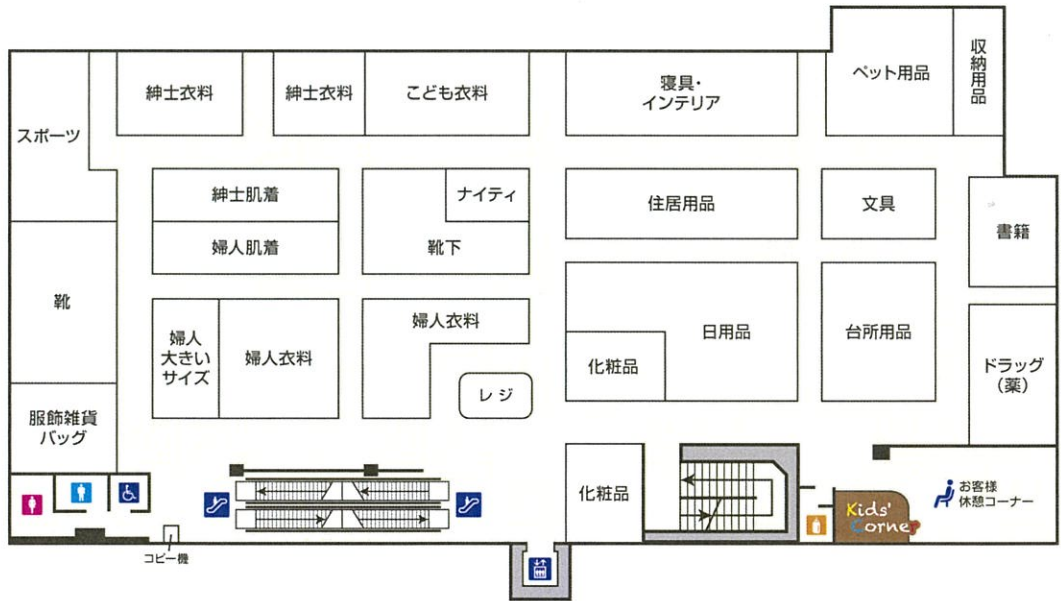 収納用品
ペット用品
紳士衣料
紳士衣料
こども衣料
寝具・
インテリア
スポーツ
紳士肌着
ナイティ
住居用品
文具
書籍
婦人肌着
靴下
靴
婦人
大きい
サイズ
婦人衣料
婦人衣料
レジ
日用品
化粧品
台所用品
ドラッグ
(薬)
服飾雑貨
バッグ
化粧品
お客様
休憩コーナー
Kids'
Corner
コピー機